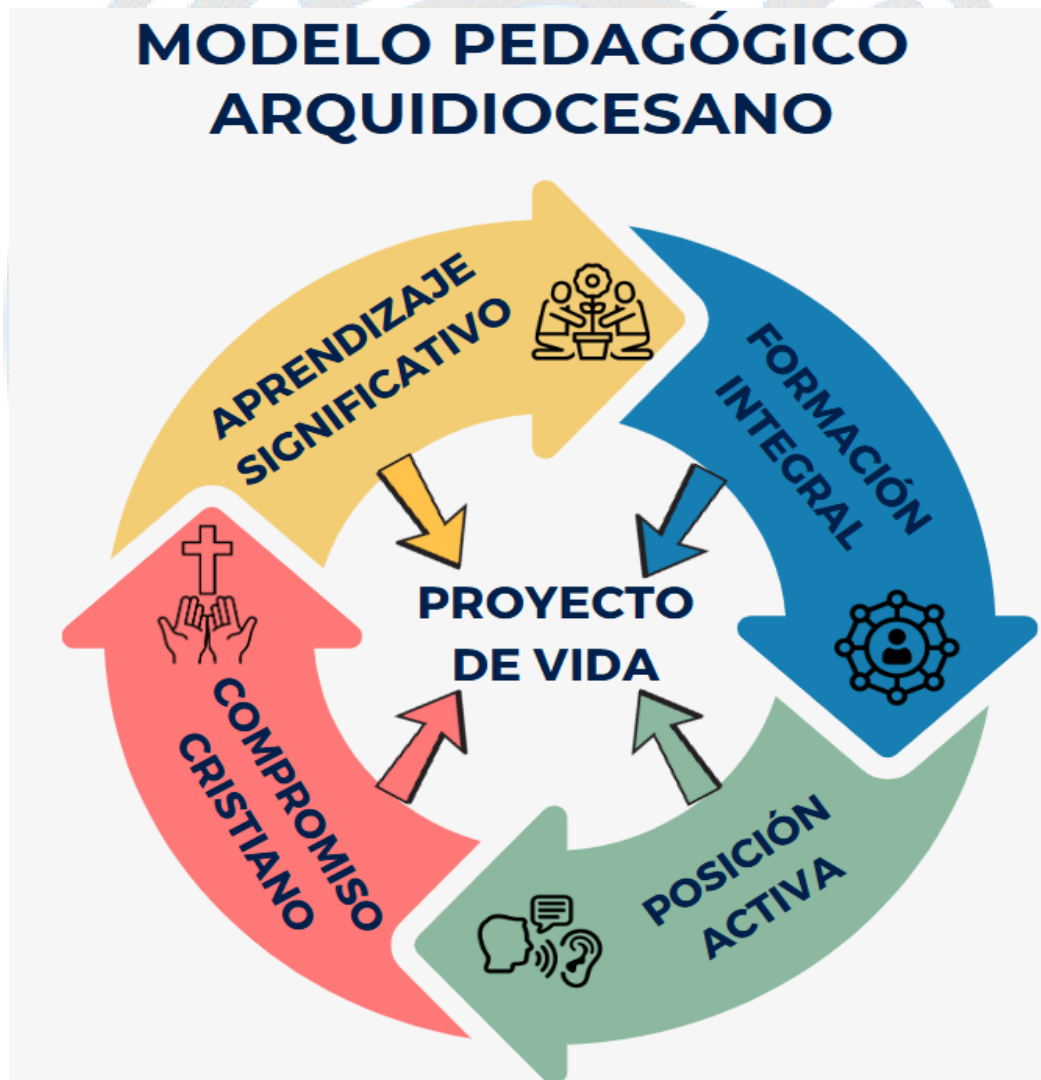 MODELO PEDAGÓGICO
ARQUIDIOCESANO
APRENDIZAJE
SIGNIFICATIVO
FORMACIÓN
INTEGRAL
PROYECTO
DE VIDA
COMPROMISO
CRISTIANO
POSICIÓN
ACTIVA